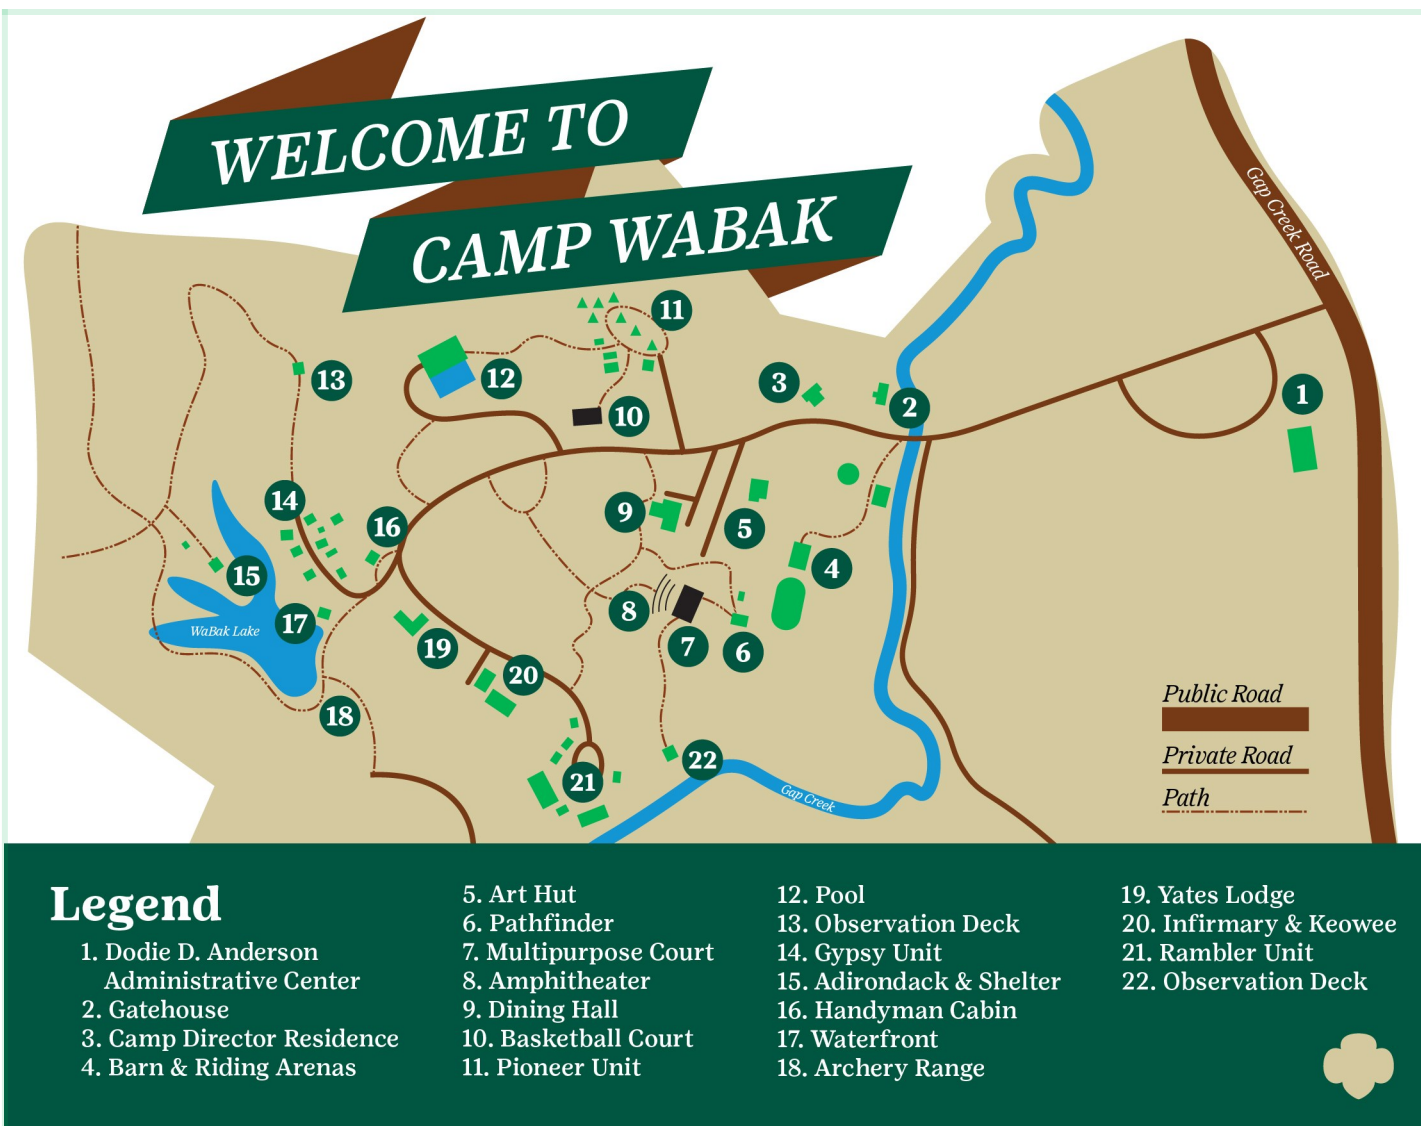 WELCOME TO
CAMP WABAK
Gap Creek Road
11
13
12
3
1
10
2
14
16
9
5
15
4
8
17
WaBak Lake
7
6
19
20
18
22
21
Gap Creek
Public Road
Private Road
Path
Legend
1. Dodie D. Anderson
Administrative Center
2. Gatehouse
3. Camp Director Residence
4. Barn & Riding Arenas
5. Art Hut
6. Pathfinder
7. Multipurpose Court
8. Amphitheater
9. Dining Hall
10. Basketball Court
11. Pioneer Unit
12. Pool
13. Observation Deck
14. Gypsy Unit
15. Adirondack & Shelter
16. Handyman Cabin
17. Waterfront
18. Archery Range
19. Yates Lodge
20. Infirmary & Keowee
21. Rambler Unit
22. Observation Deck